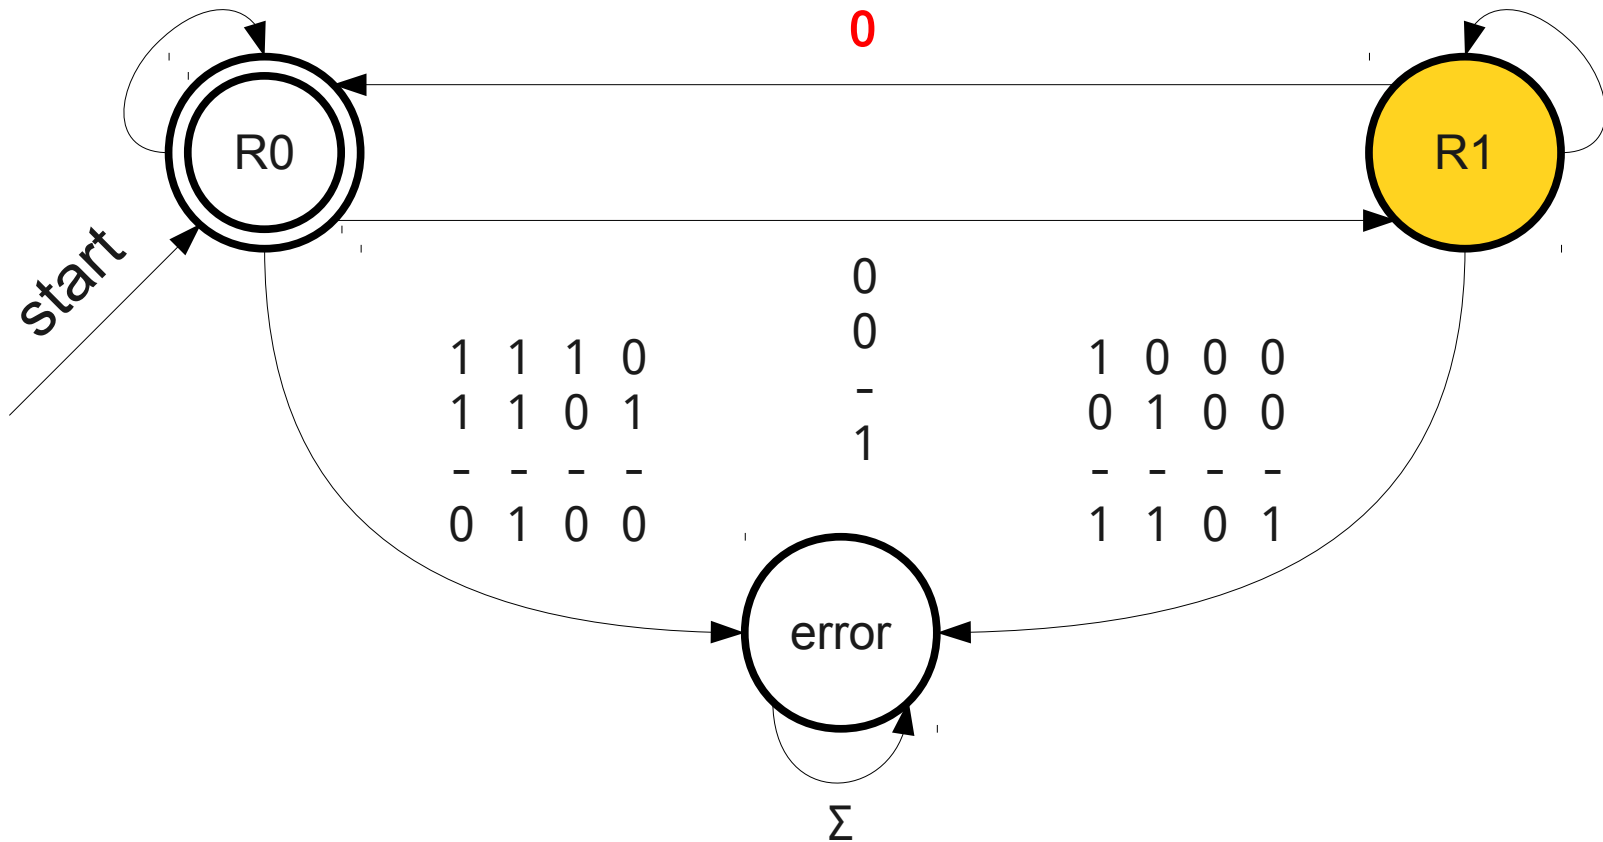 0
R0
R1
start
0
0
-
1
1 1 1 0
1 1 0 1
- - - -
0 1 0 0
1 0 0 0
0 1 0 0
- - - -
1 1 0 1
error
Σ